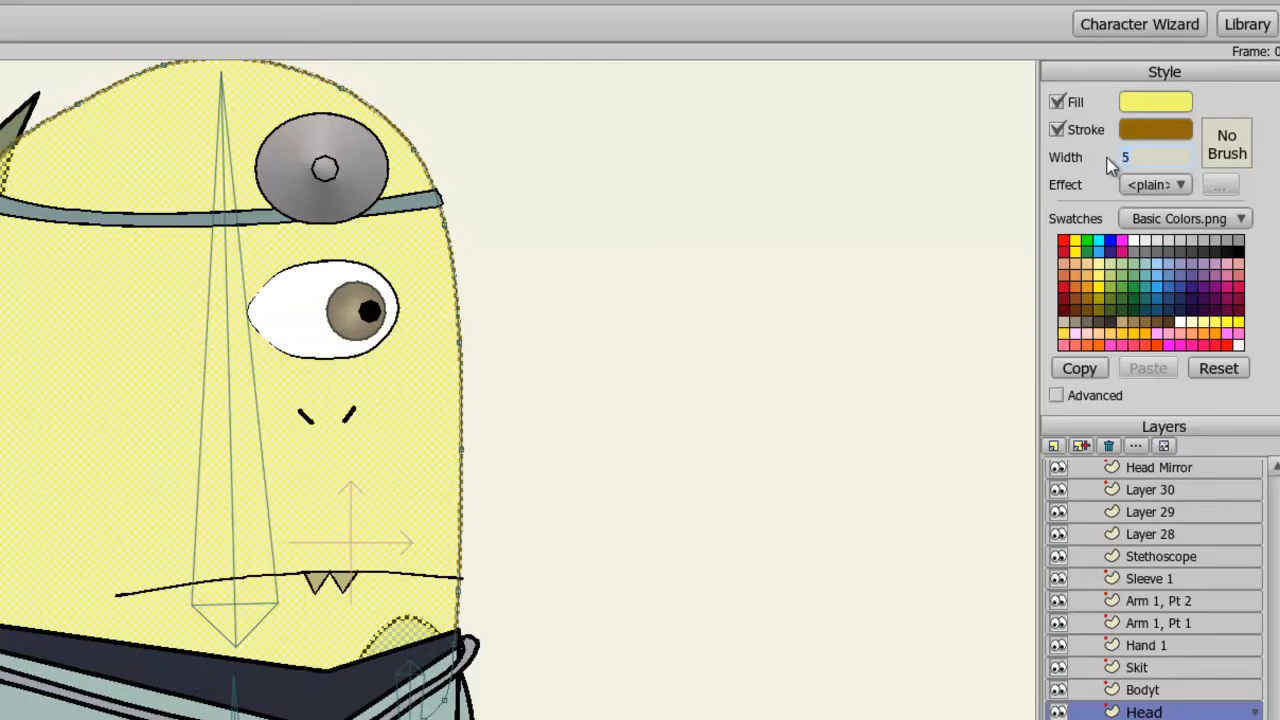 Character Wizard
Library
Frame: 0
Style
Fill
Stroke
No
Brush
Width
5
Effect
<plain>
...
Swatches
Basic Colors.png
Copy
Paste
Reset
Advanced
Layers
Head Mirror
Layer 30
Layer 29
Layer 28
Stethoscope
Sleeve 1
Arm 1, Pt 2
Arm 1, Pt 1
Hand 1
Skit
Bodyt
Head